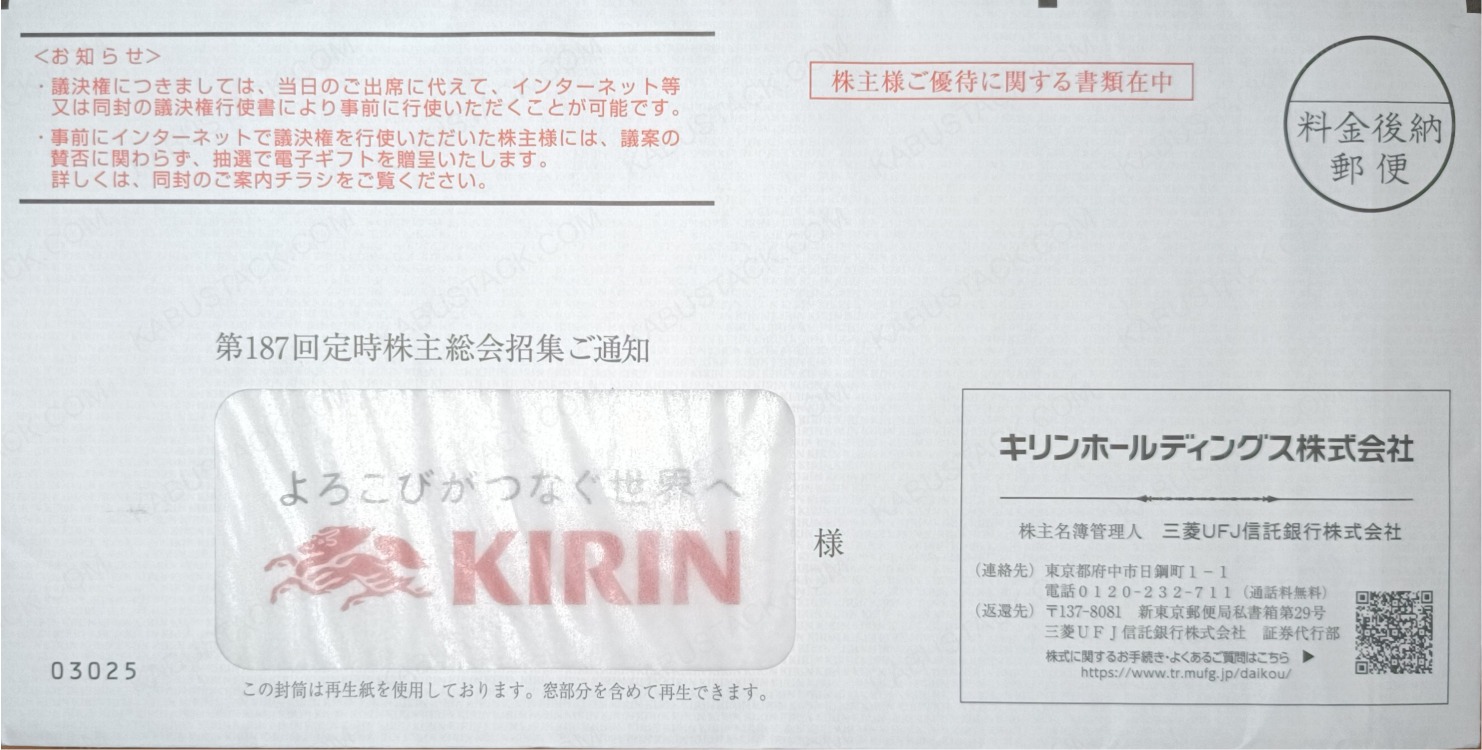 ＜お知らせ＞
・議決権につきましては、当日のご出席に代えて、インターネット等
又は同封の議決権行使書により事前に行使いただくことが可能です。
・事前にインターネットで議決権を行使いただいた株主様には、議案の
賛否に関わらず、抽選で電子ギフトを贈呈いたします。
詳しくは、同封のご案内チラシをご覧ください。
株主様ご優待に関する書類在中
料金後納
郵便
第187回定時株主総会招集ご通知
よろこびがつなぐ世界へ
KIRIN
様
03025
この封筒は再生紙を使用しております。窓部分を含めて再生できます。
キリンホールディングス株式会社
株主名簿管理人 三菱UFJ信託銀行株式会社
（連絡先）東京都府中市日鋼町１－１
電話０１２０-２３２-７１１（通話料無料）
（返還先）〒137-8081 新東京郵便局私書箱第29号
三菱ＵＦＪ信託銀行株式会社 証券代行部
株式に関するお手続き・よくあるご質問はこちら ▶
https://www.tr.mufg.jp/daikou/
KABUSTACK.COM